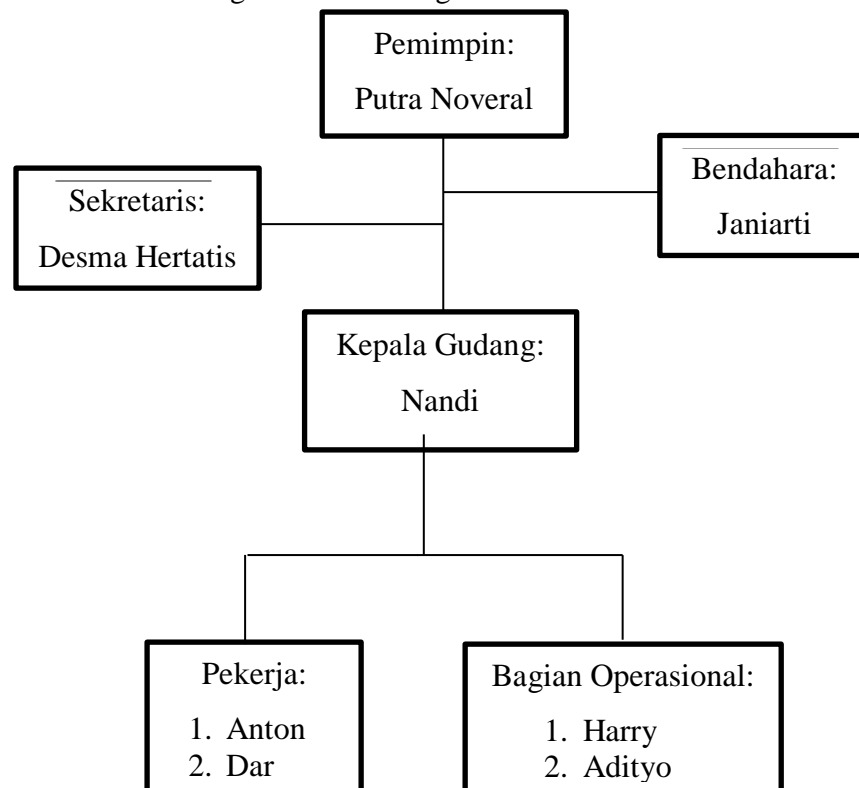 Pemimpin:
Putra Noveral
Bendahara:
Janiarti
Sekretaris:
Desma Hertatis
Kepala Gudang:
Nandi
Pekerja:
1. Anton
2. Dar
Bagian Operasional:
1. Harry
2. Adityo